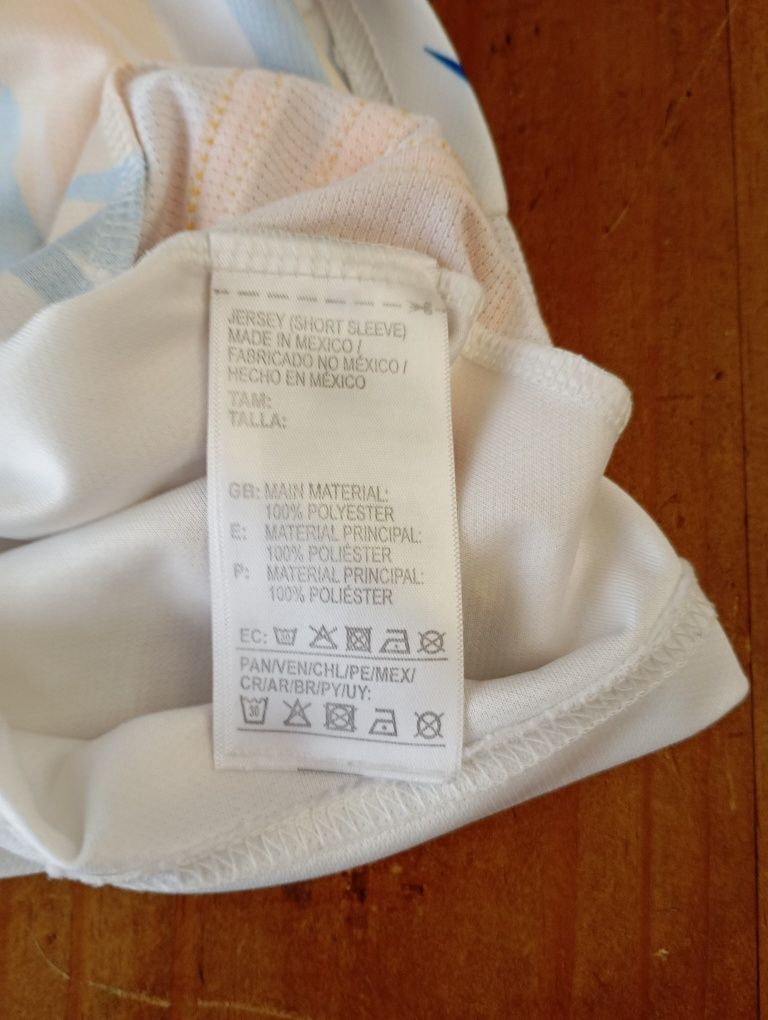 JERSEY (SHORT SLEEVE)
MADE IN MEXICO /
FABRICADO NO MÉXICO /
HECHO EN MÉXICO
TAM:
TALLA:
GB: MAIN MATERIAL:
100% POLYESTER
E: MATERIAL PRINCIPAL:
100% POLIÉSTER
P: MATERIAL PRINCIPAL:
100% POLIÉSTER
EC: 30
PAN/VEN/CHL/PE/MEX/
CR/AR/BR/PY/UY:
30